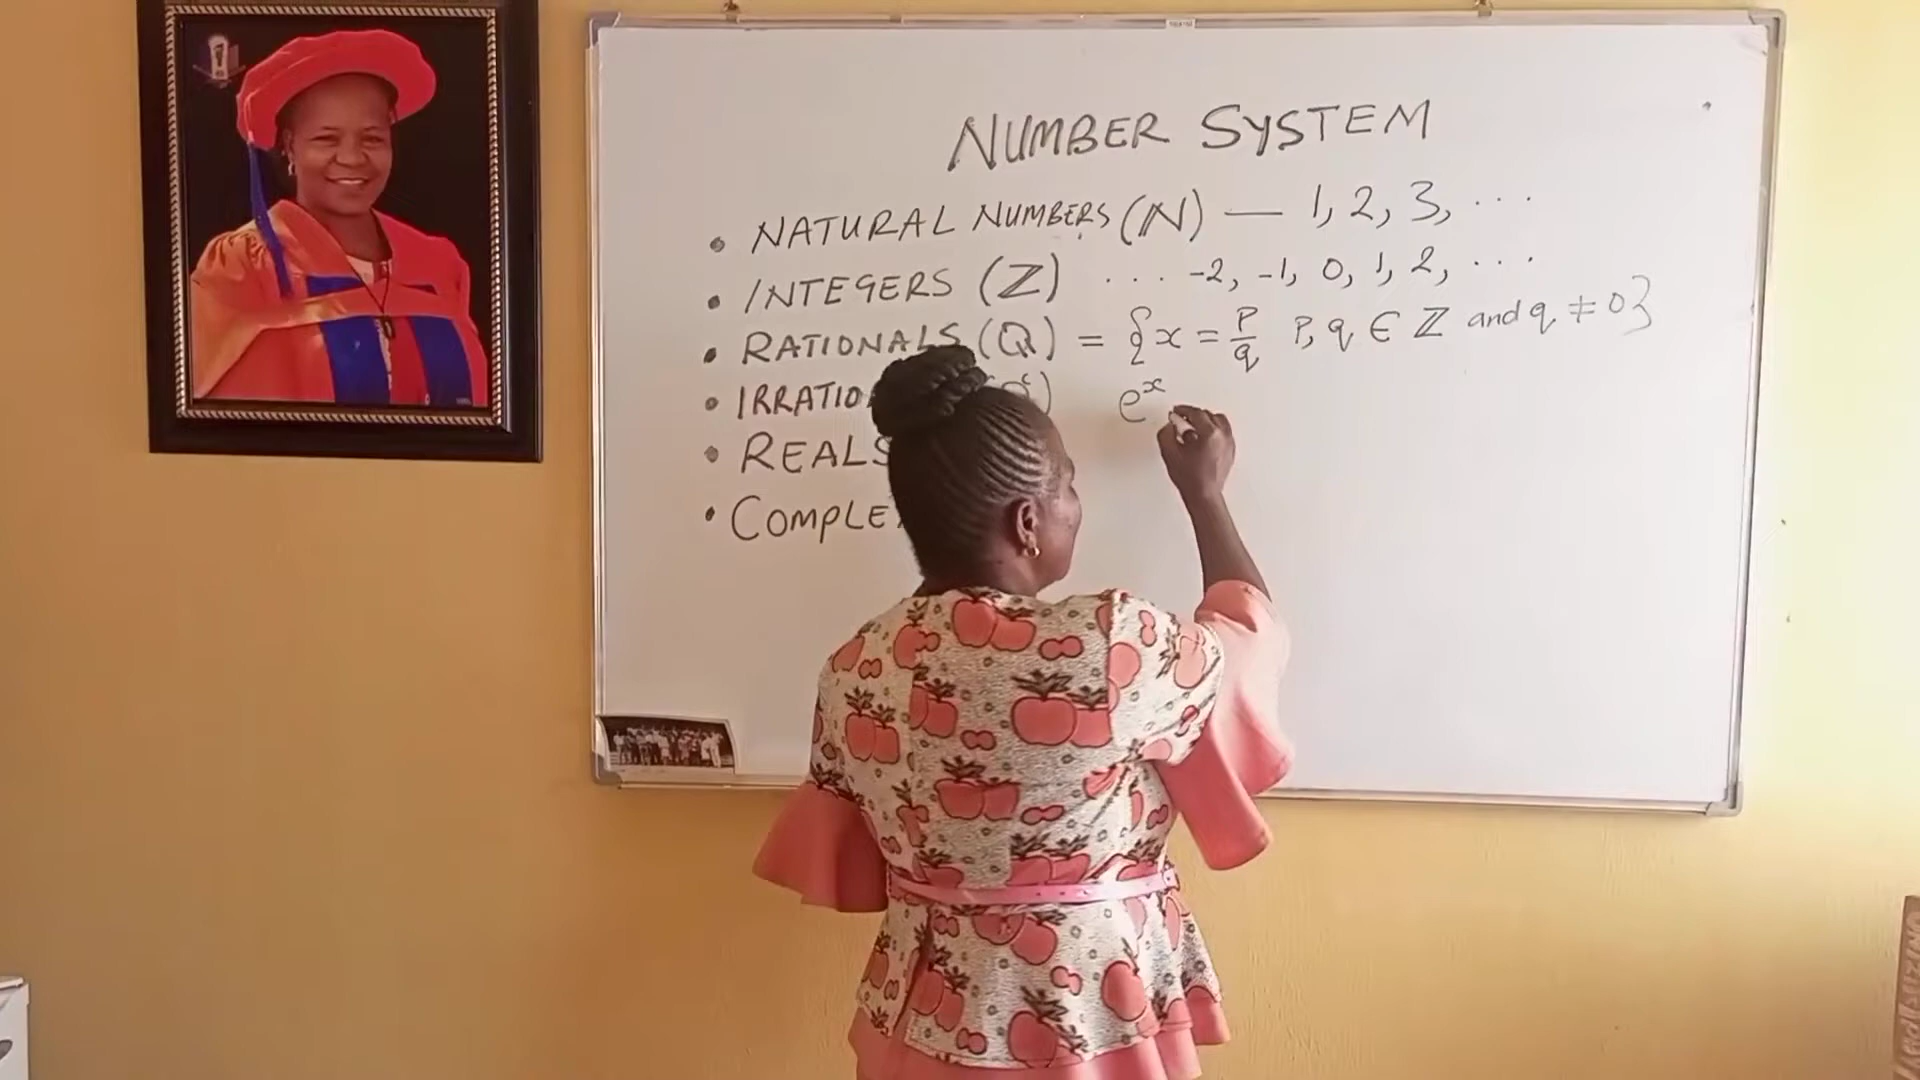 NUMBER SYSTEM
• NATURAL NUMBERS (ℕ) — 1, 2, 3, ...
• INTEGERS (ℤ) ... -2, -1, 0, 1, 2, ...
• RATIONALS (ℚ) = {x = p/q P, q ∈ ℤ and q ≠ 0}
• IRRATIO c) eˣ
• REALS
• COMPLE